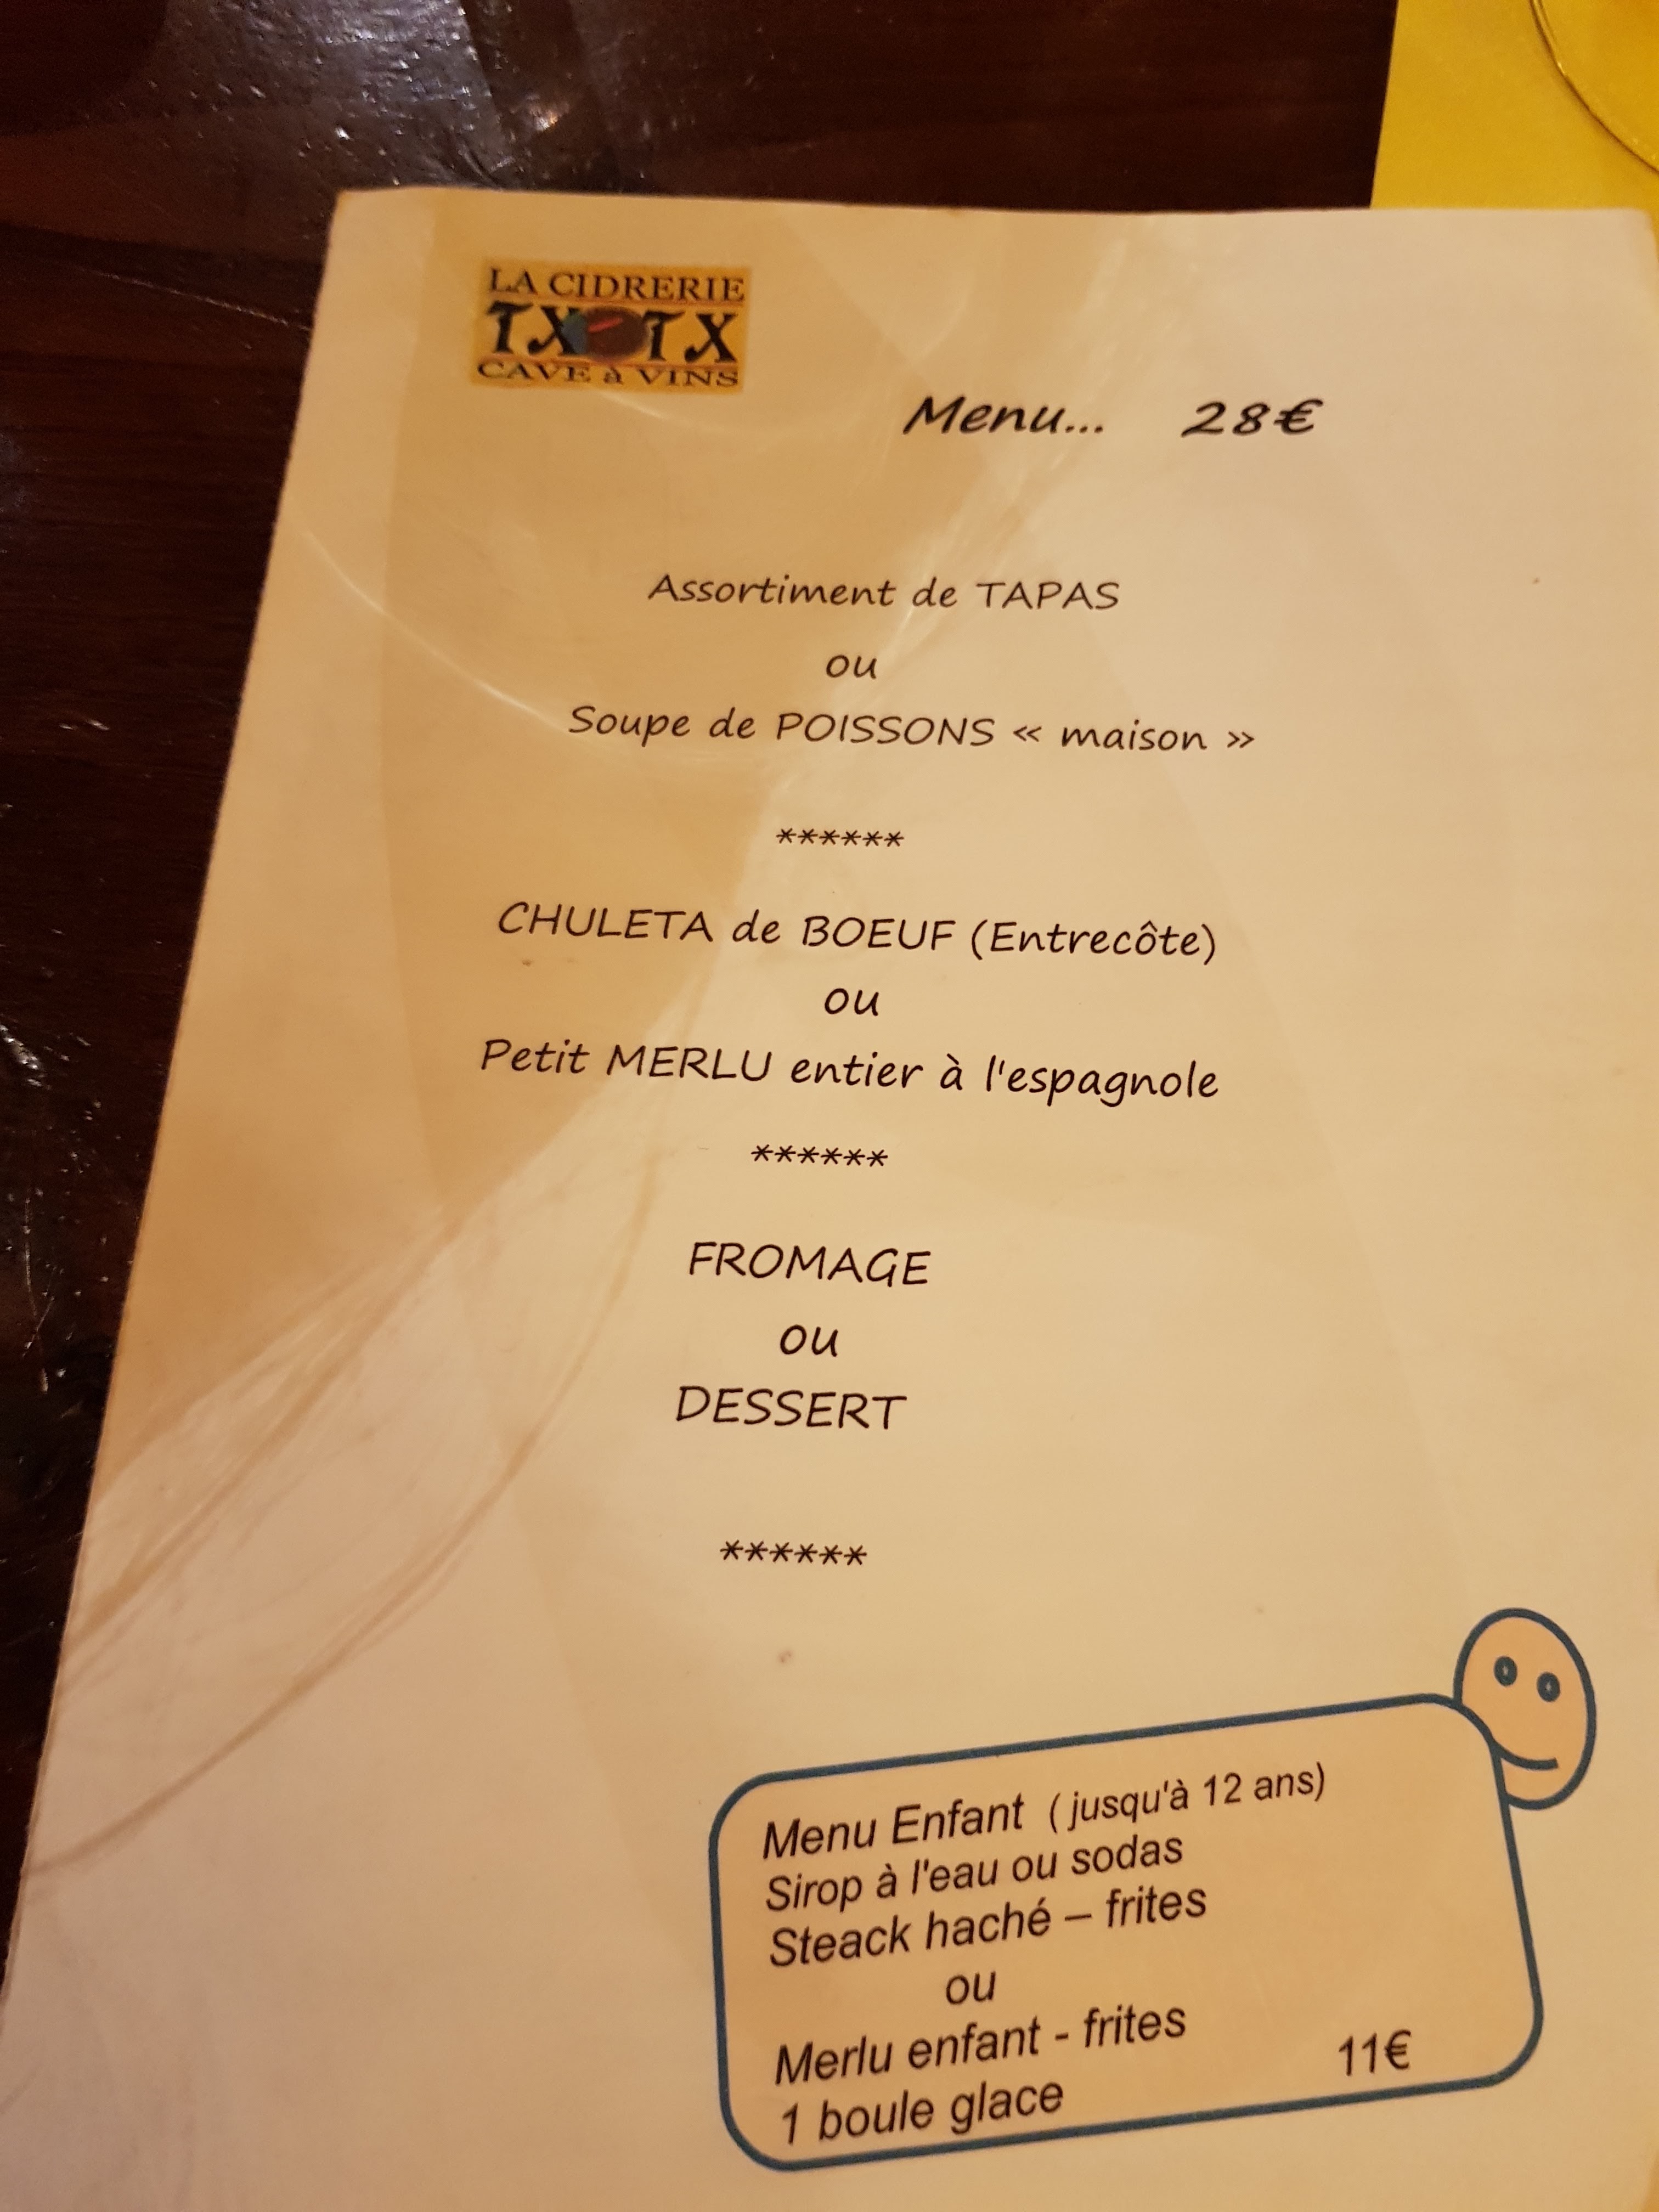 LA CIDRERIE
TXOTX
CAVE à VINS
Menu... 28€
Assortiment de TAPAS
ou
Soupe de POISSONS « maison »
******
CHULETA de BOEUF (Entrecôte)
ou
Petit MERLU entier à l'espagnole
******
FROMAGE
ou
DESSERT
******
Menu Enfant ( jusqu'à 12 ans)
Sirop à l'eau ou sodas
Steack haché – frites
ou
Merlu enfant - frites
11€
1 boule glace